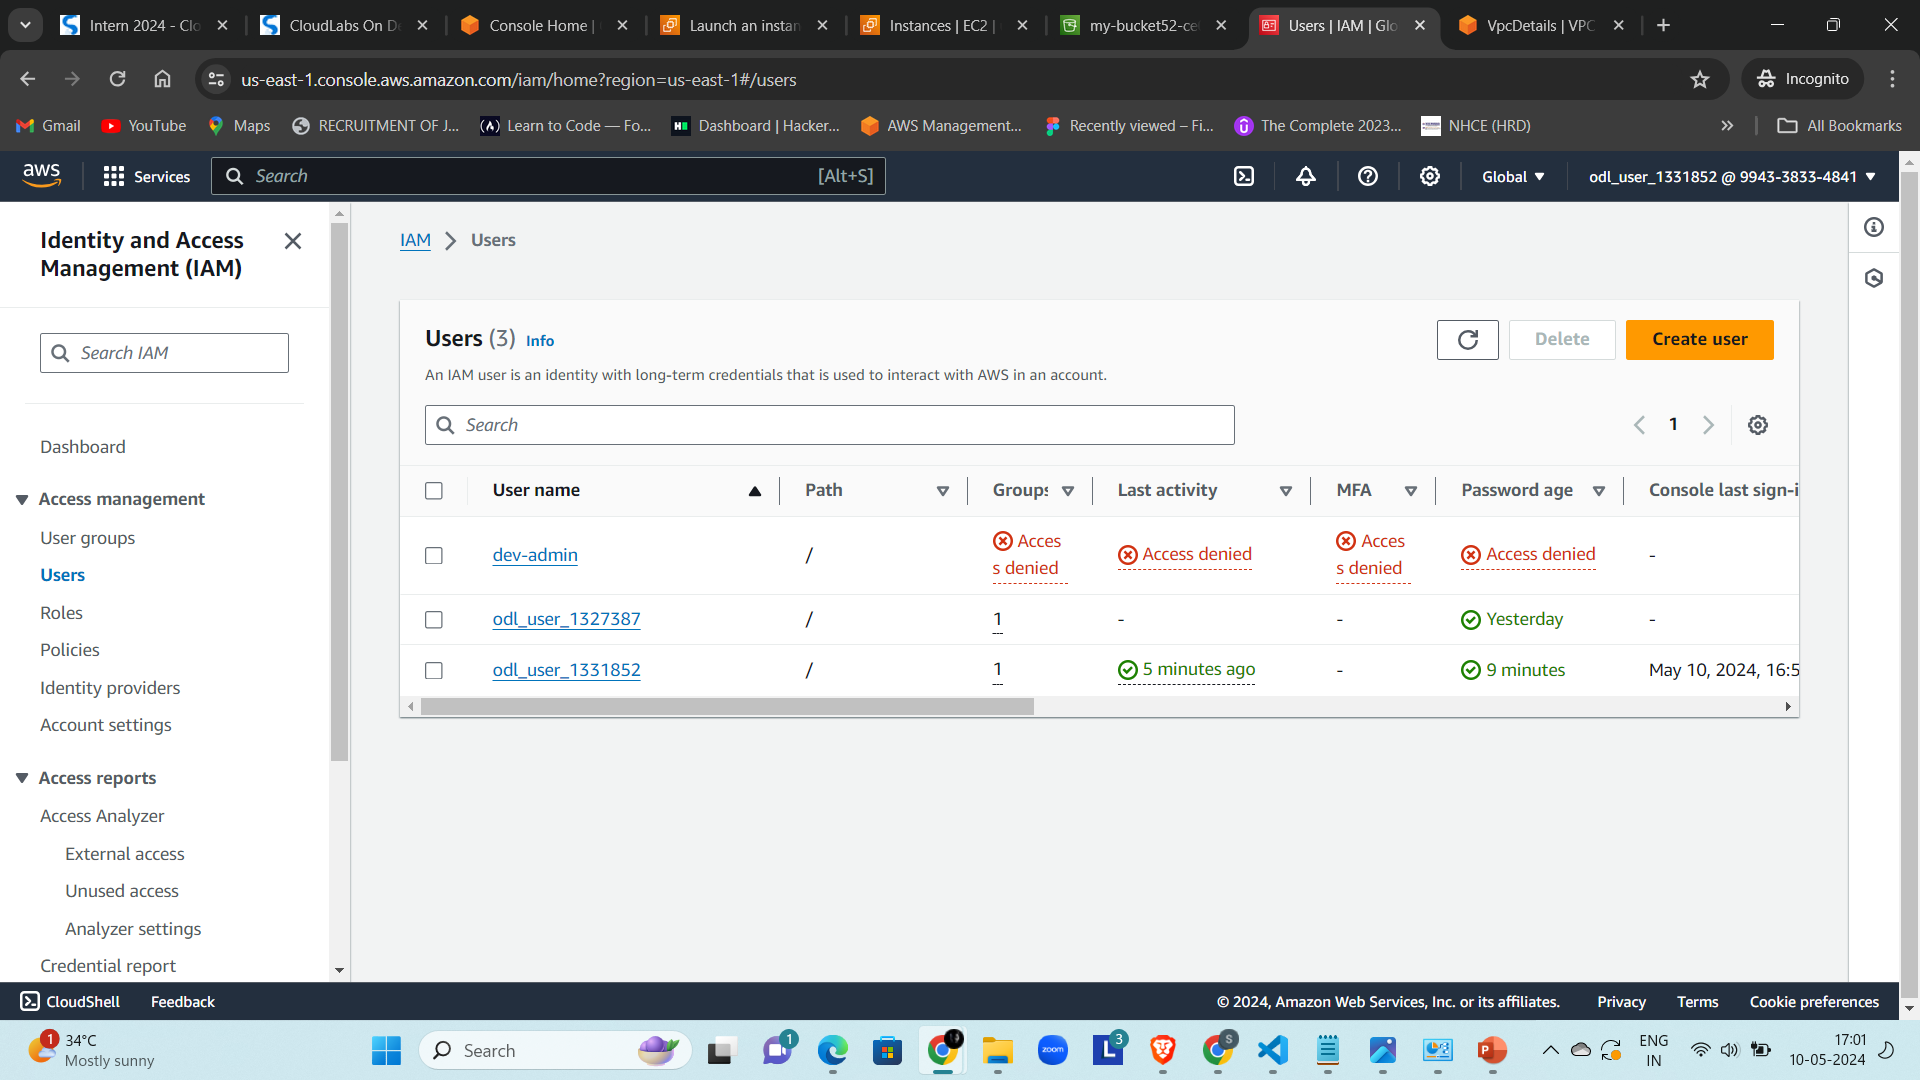 Intern 2024 - Clo
CloudLabs On De
Console Home |
Launch an instan
Instances | EC2 |
my-bucket52-ce
Users | IAM | Glo
VpcDetails | VPC
us-east-1.console.aws.amazon.com/iam/home?region=us-east-1#/users
Incognito
Gmail
YouTube
Maps
RECRUITMENT OF J...
Learn to Code — Fo...
Dashboard | Hacker...
AWS Management...
Recently viewed – Fi...
The Complete 2023...
NHCE (HRD)
All Bookmarks
aws
Services
Search
[Alt+S]
Global
odl_user_1331852 @ 9943-3833-4841
Identity and Access
Management (IAM)
Search IAM
Dashboard
Access management
User groups
Users
Roles
Policies
Identity providers
Account settings
Access reports
Access Analyzer
External access
Unused access
Analyzer settings
Credential report
IAM
Users
Users (3) Info
Delete
Create user
An IAM user is an identity with long-term credentials that is used to interact with AWS in an account.
Search
1
User name
Path
Groups
Last activity
MFA
Password age
Console last sign-i
dev-admin
/
Acces
s denied
Access denied
Acces
s denied
Access denied
-
odl_user_1327387
/
1
-
-
Yesterday
-
odl_user_1331852
/
1
5 minutes ago
-
9 minutes
May 10, 2024, 16:5
CloudShell
Feedback
© 2024, Amazon Web Services, Inc. or its affiliates.
Privacy
Terms
Cookie preferences
1
34°C
Mostly sunny
Search
1
zoom
L
3
S
P
ENG
IN
17:01
10-05-2024